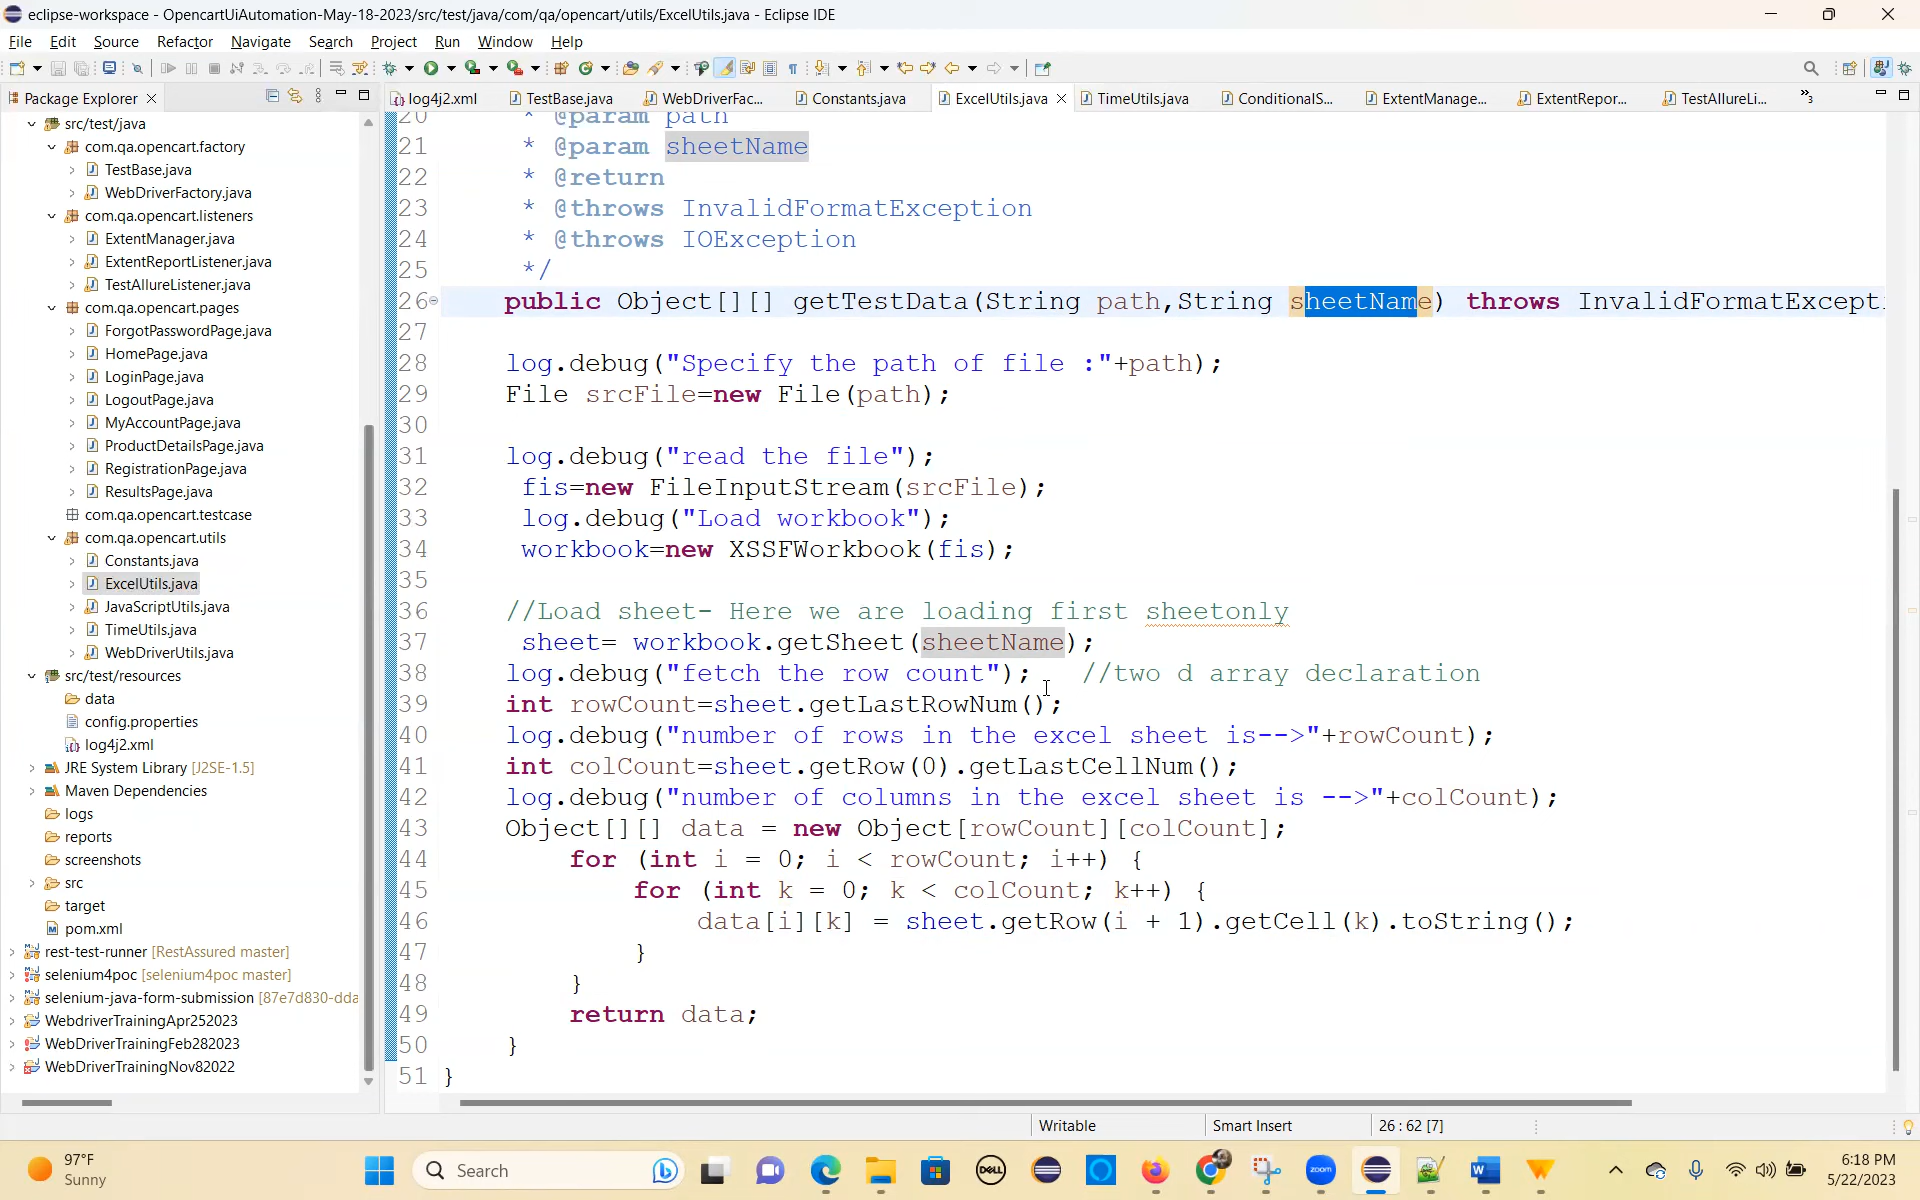 eclipse-workspace - OpencartUiAutomation-May-18-2023/src/test/java/com/qa/opencart/utils/ExcelUtils.java - Eclipse IDE
File Edit Source Refactor Navigate Search Project Run Window Help
Package Explorer
log4j2.xml TestBase.java WebDriverFac... Constants.java ExcelUtils.java TimeUtils.java ConditionalS... ExtentManage... ExtentRepor... TestAllureLi... »3
src/test/java
com.qa.opencart.factory
TestBase.java
WebDriverFactory.java
com.qa.opencart.listeners
ExtentManager.java
ExtentReportListener.java
TestAllureListener.java
com.qa.opencart.pages
ForgotPasswordPage.java
HomePage.java
LoginPage.java
LogoutPage.java
MyAccountPage.java
ProductDetailsPage.java
RegistrationPage.java
ResultsPage.java
com.qa.opencart.testcase
com.qa.opencart.utils
Constants.java
ExcelUtils.java
JavaScriptUtils.java
TimeUtils.java
WebDriverUtils.java
src/test/resources
data
config.properties
log4j2.xml
JRE System Library [J2SE-1.5]
Maven Dependencies
logs
reports
screenshots
src
target
pom.xml
rest-test-runner [RestAssured master]
selenium4poc [selenium4poc master]
selenium-java-form-submission [87e7d830-dda
WebdriverTrainingApr252023
WebDriverTrainingFeb282023
WebDriverTrainingNov82022
20 * @param path
21 * @param sheetName
22 * @return
23 * @throws InvalidFormatException
24 * @throws IOException
25 */
26 public Object[][] getTestData(String path,String sheetName) throws InvalidFormatExcepti
27
28 log.debug("Specify the path of file :"+path);
29 File srcFile=new File(path);
30
31 log.debug("read the file");
32 fis=new FileInputStream(srcFile);
33 log.debug("Load workbook");
34 workbook=new XSSFWorkbook(fis);
35
36 //Load sheet- Here we are loading first sheetonly
37 sheet= workbook.getSheet(sheetName);
38 log.debug("fetch the row count"); //two d array declaration
39 int rowCount=sheet.getLastRowNum();
40 log.debug("number of rows in the excel sheet is-->"+rowCount);
41 int colCount=sheet.getRow(0).getLastCellNum();
42 log.debug("number of columns in the excel sheet is -->"+colCount);
43 Object[][] data = new Object[rowCount][colCount];
44 for (int i = 0; i < rowCount; i++) {
45 for (int k = 0; k < colCount; k++) {
46 data[i][k] = sheet.getRow(i + 1).getCell(k).toString();
47 }
48 }
49 return data;
50 }
51 }
Writable Smart Insert 26 : 62 [7]
97°F
Sunny
Search
DELL
zoom
6:18 PM
5/22/2023